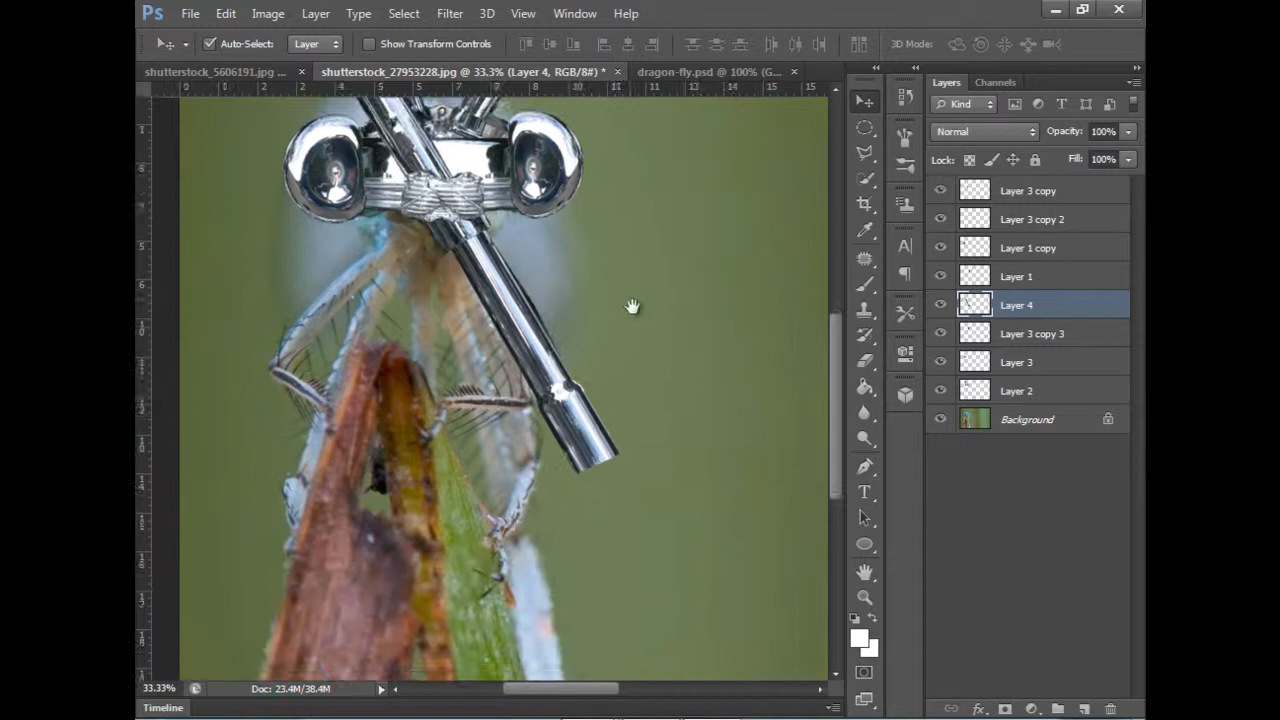 Ps File Edit Image Layer Type Select Filter 3D View Window Help
Auto-Select: Layer Show Transform Controls 3D Mode:
shutterstock_5606191.jpg ... × shutterstock_27953228.jpg @ 33.3% (Layer 4, RGB/8#) * × dragon-fly.psd @ 100% (G... ×
Layers Channels
Kind
Normal Opacity: 100%
Lock: Fill: 100%
Layer 3 copy
Layer 3 copy 2
Layer 1 copy
Layer 1
Layer 4
Layer 3 copy 3
Layer 3
Layer 2
Background
33.33% Doc: 23.4M/38.4M
Timeline